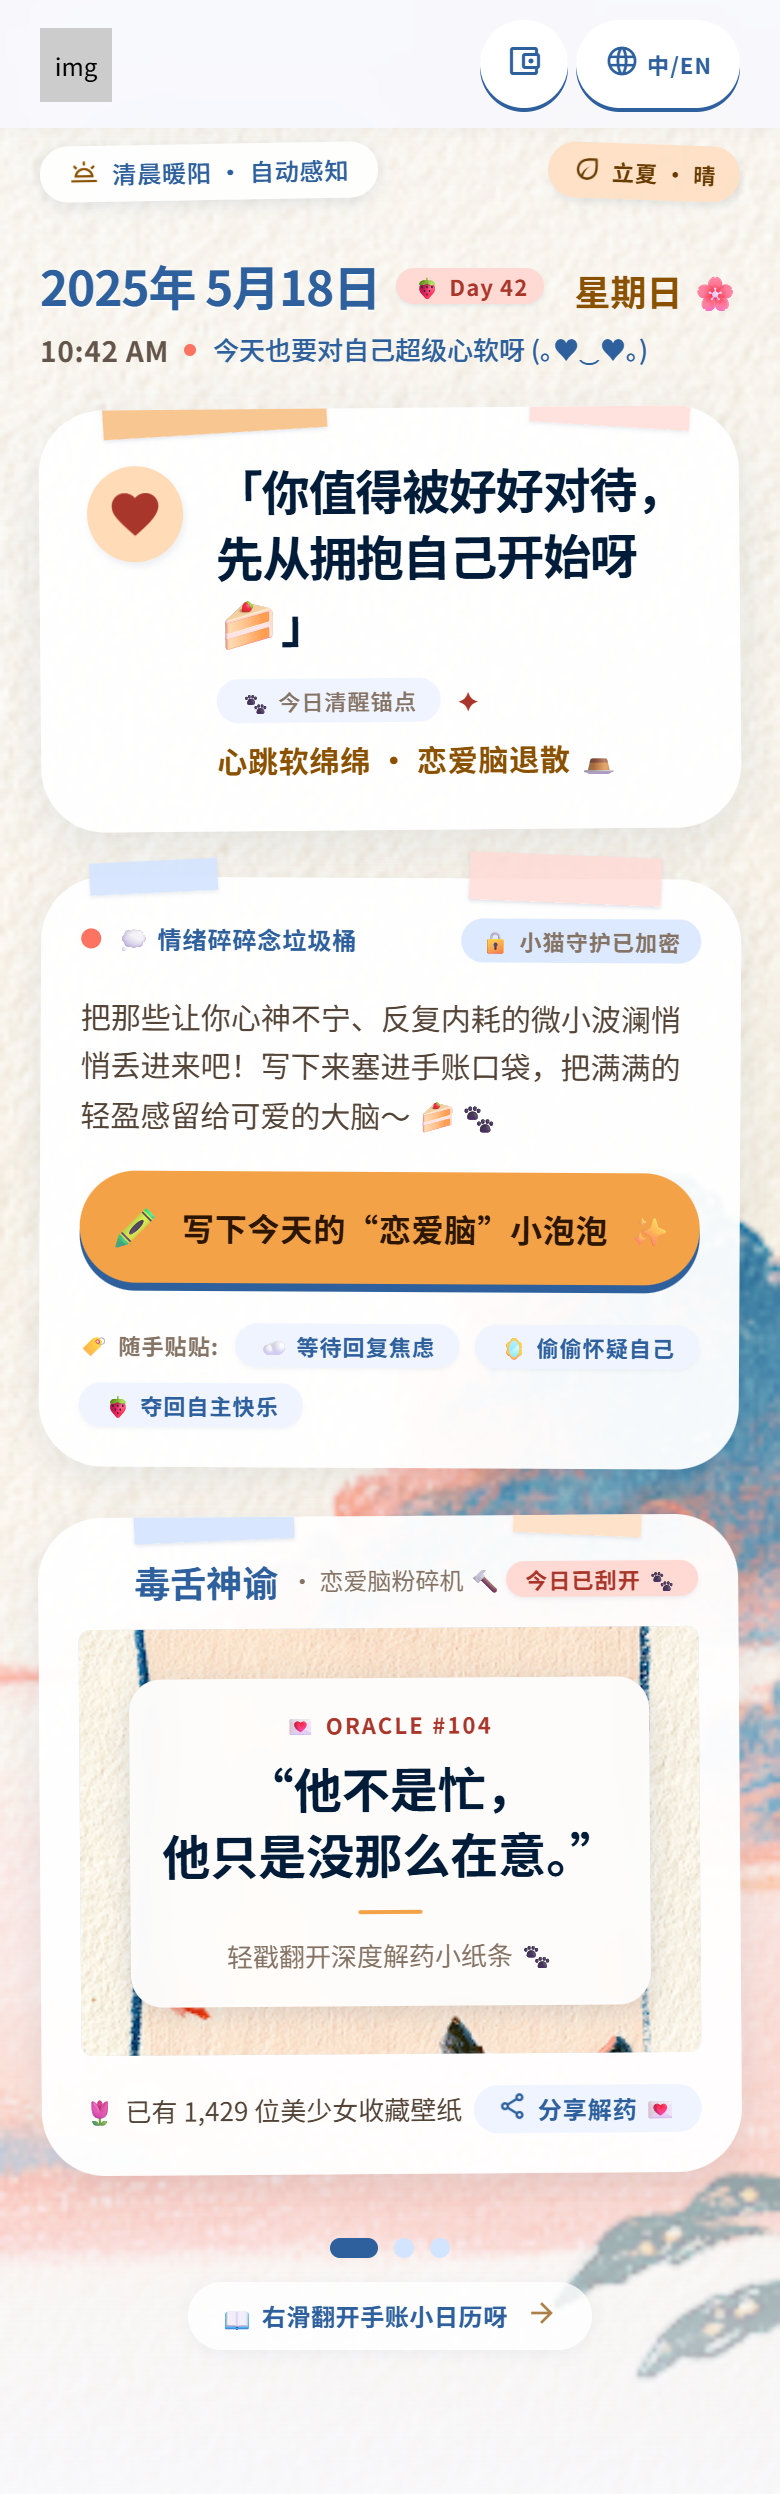 img
中/EN
清晨暖阳 · 自动感知
立夏 · 晴
2025年 5月18日
🍓 Day 42
星期日 🌸
10:42 AM
今天也要对自己超级心软呀 (｡♥‿♥｡)
「你值得被好好对待，
先从拥抱自己开始呀
🍰」
🐾 今日清醒锚点 ✦
心跳软绵绵 · 恋爱脑退散 🍮
💭 情绪碎碎念垃圾桶
🔒 小猫守护已加密
把那些让你心神不宁、反复内耗的微小波澜悄
悄丢进来吧！写下来塞进手账口袋，把满满的
轻盈感留给可爱的大脑～ 🍰 🐾
🖍️ 写下今天的“恋爱脑”小泡泡 ✨
🏷️ 随手贴贴:
☁️ 等待回复焦虑
🪞 偷偷怀疑自己
🍓 夺回自主快乐
毒舌神谕 · 恋爱脑粉碎机 🔨
今日已刮开 🐾
💌 ORACLE #104
“他不是忙，
他只是没那么在意。”
轻戳翻开深度解药小纸条 🐾
🌷 已有 1,429 位美少女收藏壁纸
分享解药 💌
📖 右滑翻开手账小日历呀 →